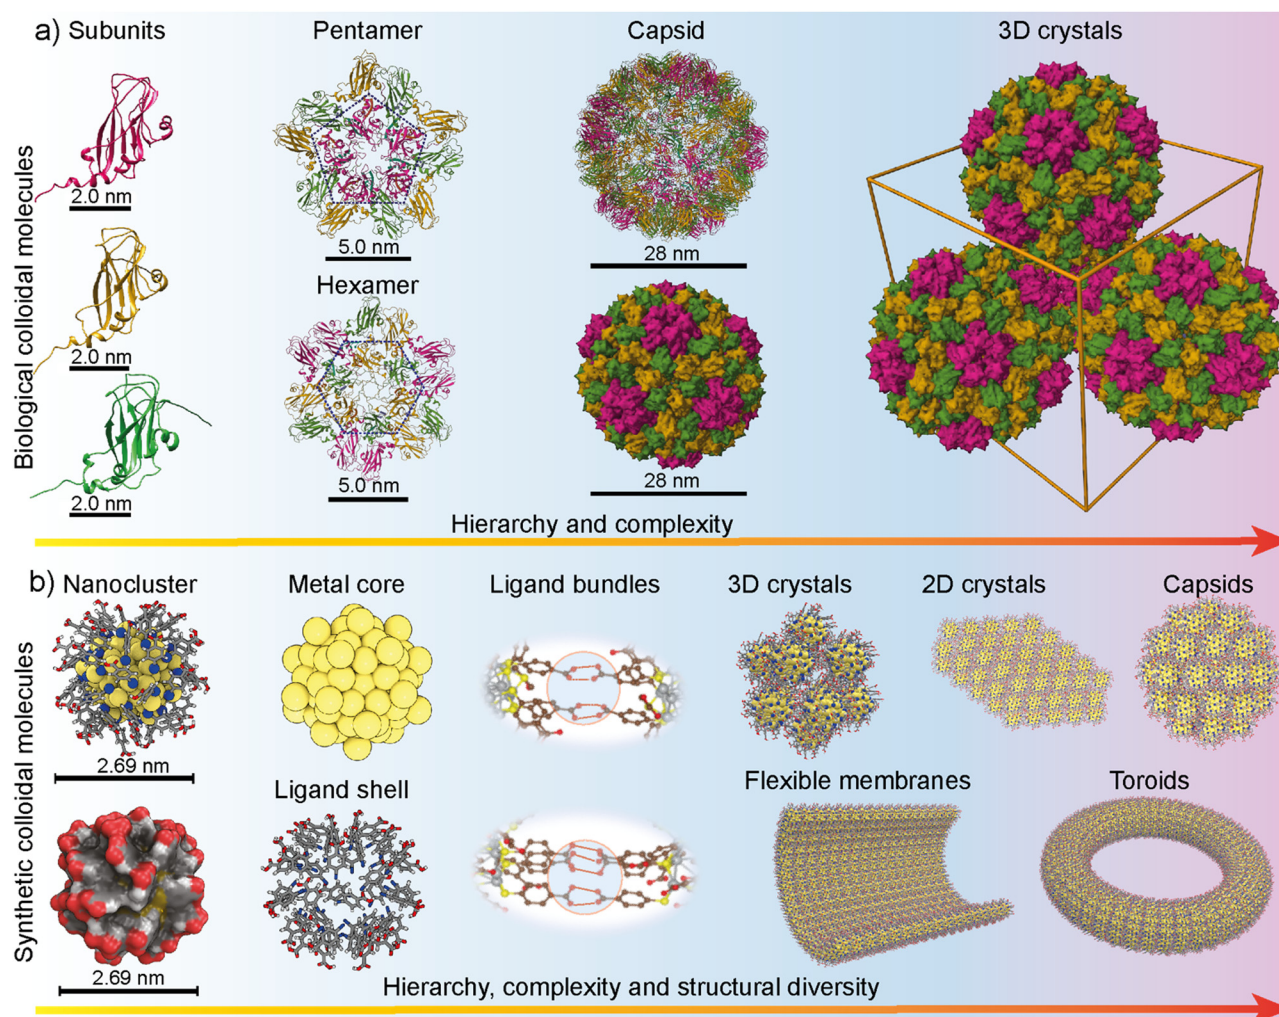 a)
Subunits
Pentamer
Capsid
3D crystals
Biological colloidal molecules
2.0 nm
5.0 nm
28 nm
Hexamer
2.0 nm
2.0 nm
5.0 nm
28 nm
Hierarchy and complexity
b)
Nanocluster
Metal core
Ligand bundles
3D crystals
2D crystals
Capsids
Synthetic colloidal molecules
2.69 nm
Ligand shell
Flexible membranes
Toroids
2.69 nm
Hierarchy, complexity and structural diversity